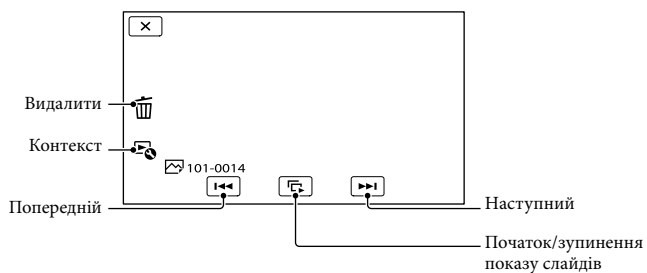 Видалити
Контекст
101-0014
Попередній
Наступний
Початок/зупинення
показу слайдів